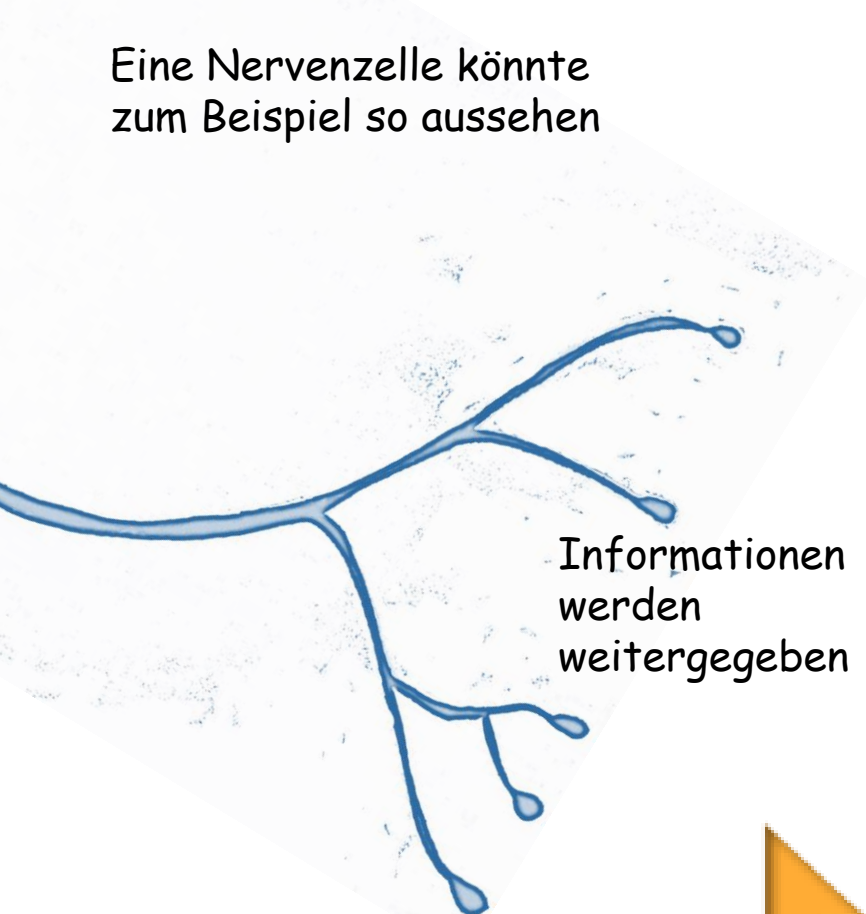 Eine Nervenzelle könnte
zum Beispiel so aussehen
Informationen
werden
weitergegeben